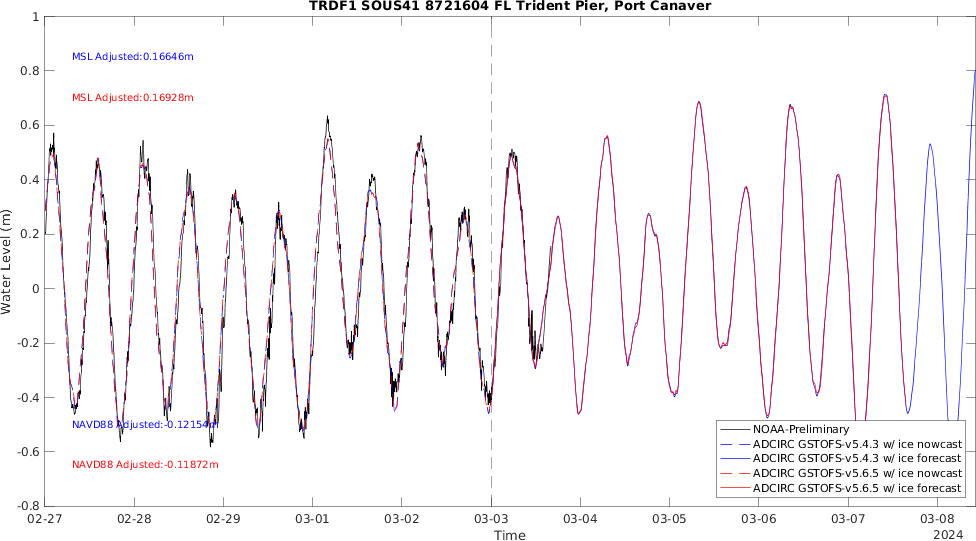 TRDF1 SOUS41 8721604 FL Trident Pier, Port Canaver
1
0.8
0.6
0.4
0.2
0
-0.2
-0.4
-0.6
-0.8
Water Level (m)
MSL Adjusted:0.16646m
MSL Adjusted:0.16928m
NAVD88 Adjusted:-0.12154m
NAVD88 Adjusted:-0.11872m
NOAA-Preliminary
ADCIRC GSTOFS-v5.4.3 w/ ice nowcast
ADCIRC GSTOFS-v5.4.3 w/ ice forecast
ADCIRC GSTOFS-v5.6.5 w/ ice nowcast
ADCIRC GSTOFS-v5.6.5 w/ ice forecast
02-27 02-28 02-29 03-01 03-02 03-03 03-04 03-05 03-06 03-07 03-08
Time
2024